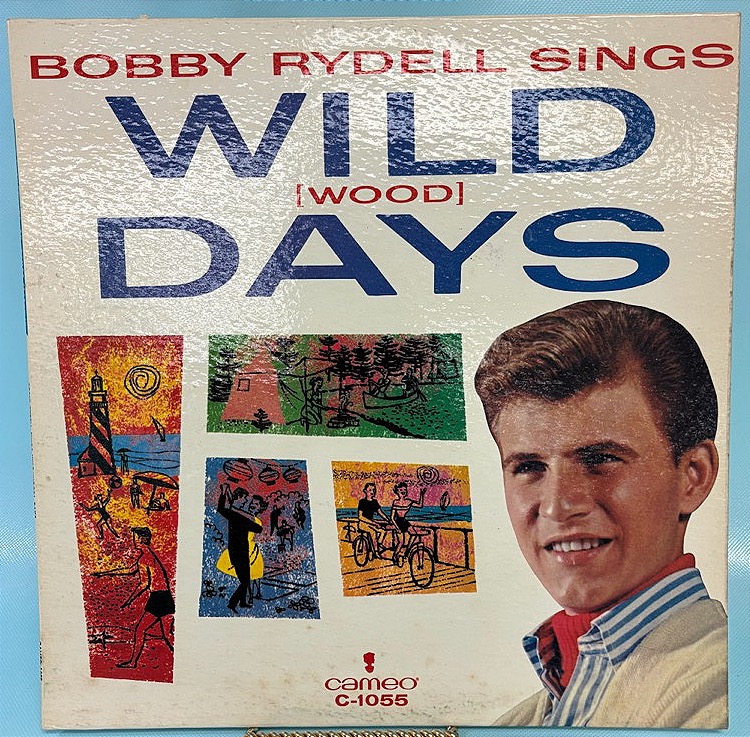 BOBBY RYDELL SINGS
WILD
[WOOD]
DAYS
cameo
C-1055